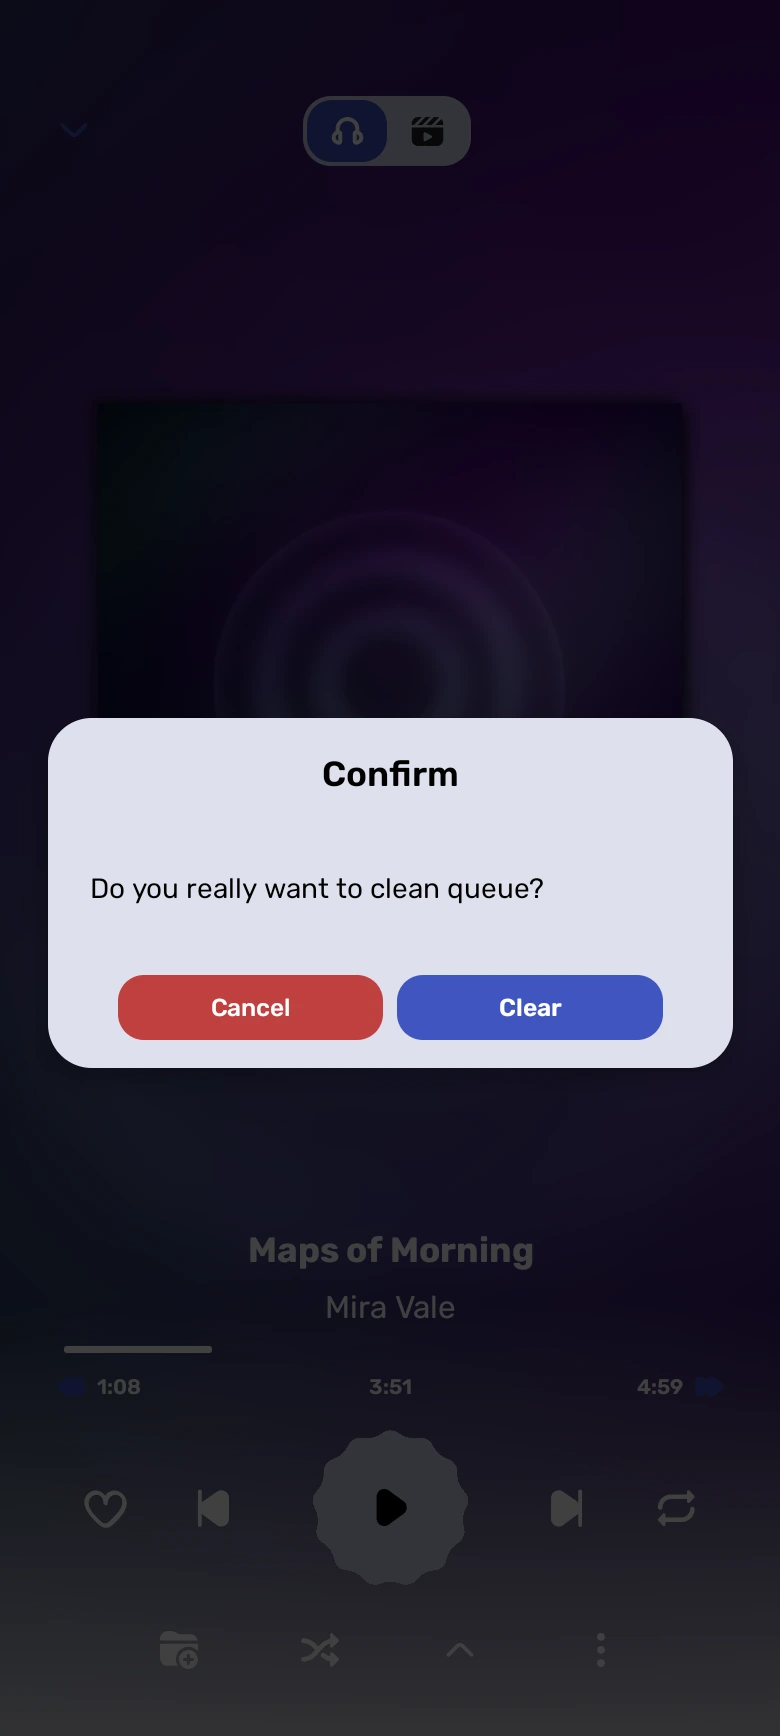 Confirm
Do you really want to clean queue?
Cancel Clear
Maps of Morning
Mira Vale
1:08 3:51 4:59